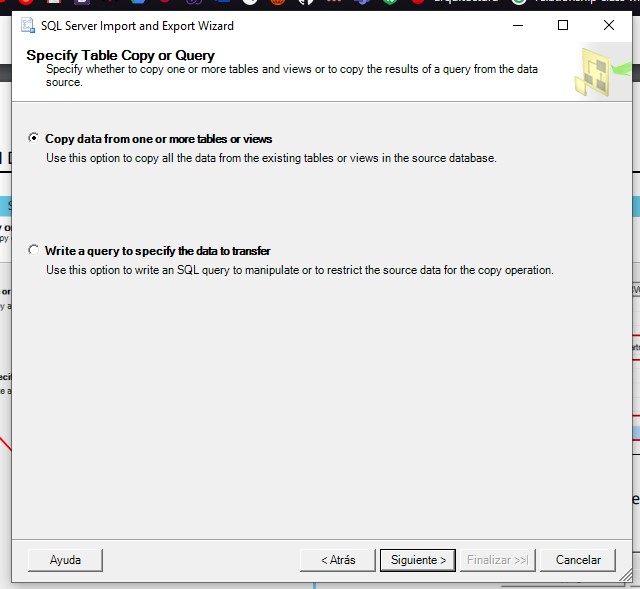 SQL Server Import and Export Wizard
Specify Table Copy or Query
Specify whether to copy one or more tables and views or to copy the results of a query from the data
source.
Copy data from one or more tables or views
Use this option to copy all the data from the existing tables or views in the source database.
Write a query to specify the data to transfer
Use this option to write an SQL query to manipulate or to restrict the source data for the copy operation.
Ayuda
< Atrás
Siguiente >
Finalizar >>|
Cancelar